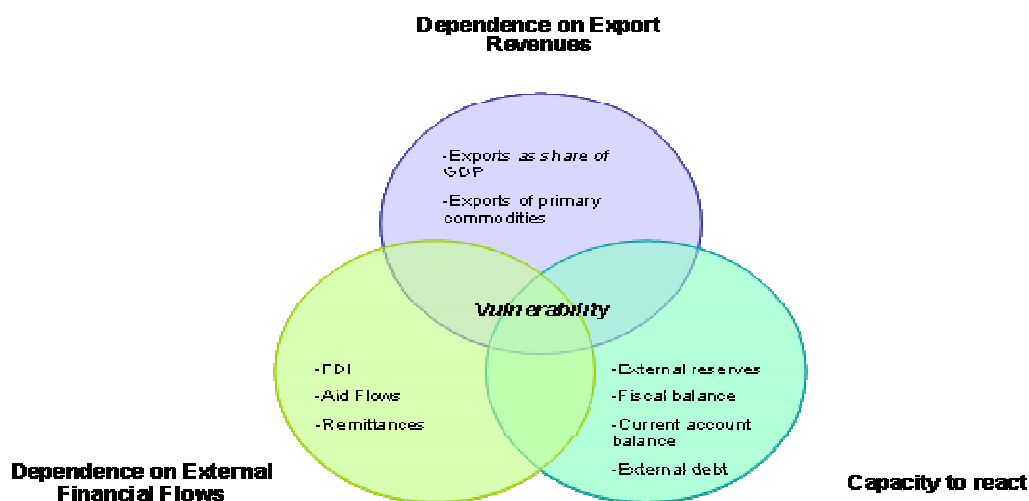 Dependence on Export
Revenues
-Exports as share of
GDP
-Exports of primary
commodities
Vulnerability
-FDI
-Aid Flows
-Remittances
-External reserves
-Fiscal balance
-Current account
balance
-External debt
Dependence on External
Financial Flows
Capacity to react